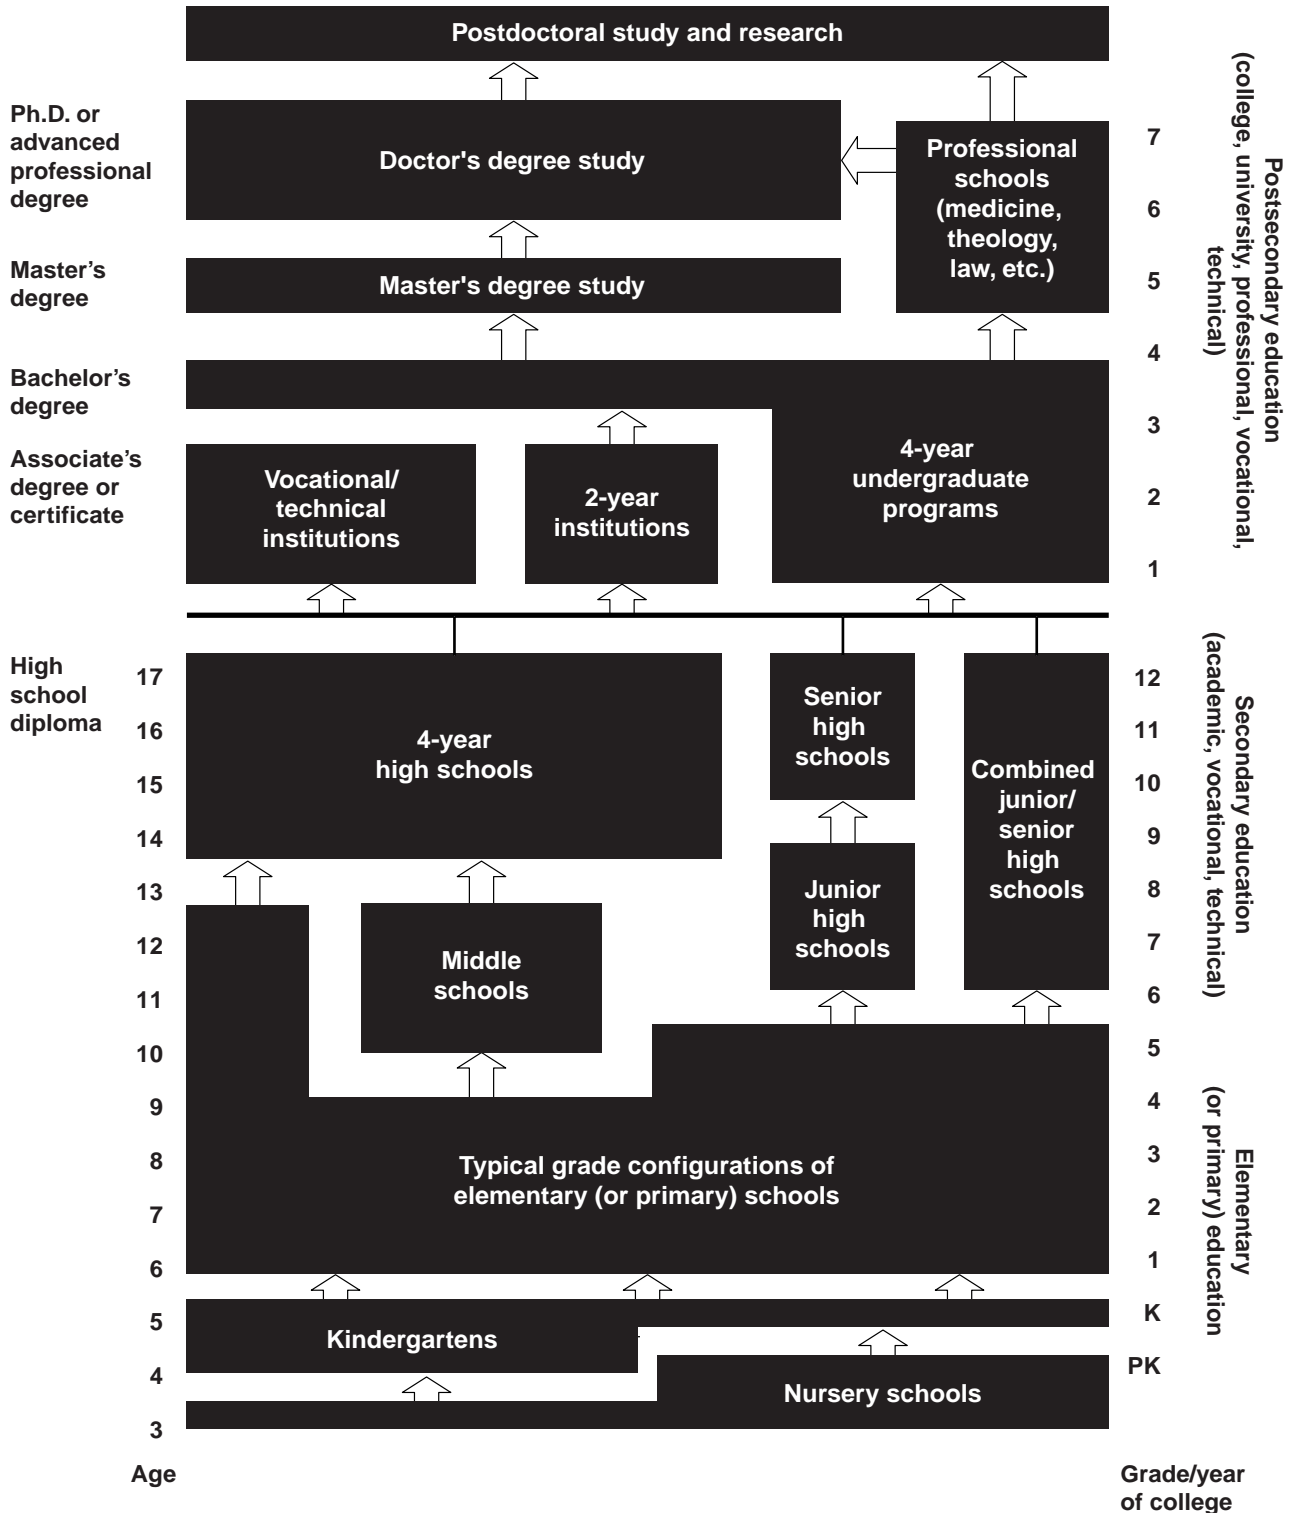 Postdoctoral study and research
Ph.D. or
advanced
professional
degree
Doctor's degree study
Professional
schools
(medicine,
theology,
law, etc.)
7
6
5
Master’s
degree
Master's degree study
4
Bachelor’s
degree
3
Associate’s
degree or
certificate
Vocational/
technical
institutions
2-year
institutions
4-year
undergraduate
programs
2
1
Postsecondary education
(college, university, professional, vocational,
technical)
High
school
diploma
17
16
15
14
13
12
11
10
9
8
7
6
5
4
3
Age
4-year
high schools
Senior
high
schools
Combined
junior/
senior
high
schools
Junior
high
schools
Middle
schools
Typical grade configurations of
elementary (or primary) schools
Kindergartens
Nursery schools
12
11
10
9
8
7
6
5
4
3
2
1
K
PK
Grade/year
of college
Secondary education
(academic, vocational, technical)
Elementary
(or primary) education